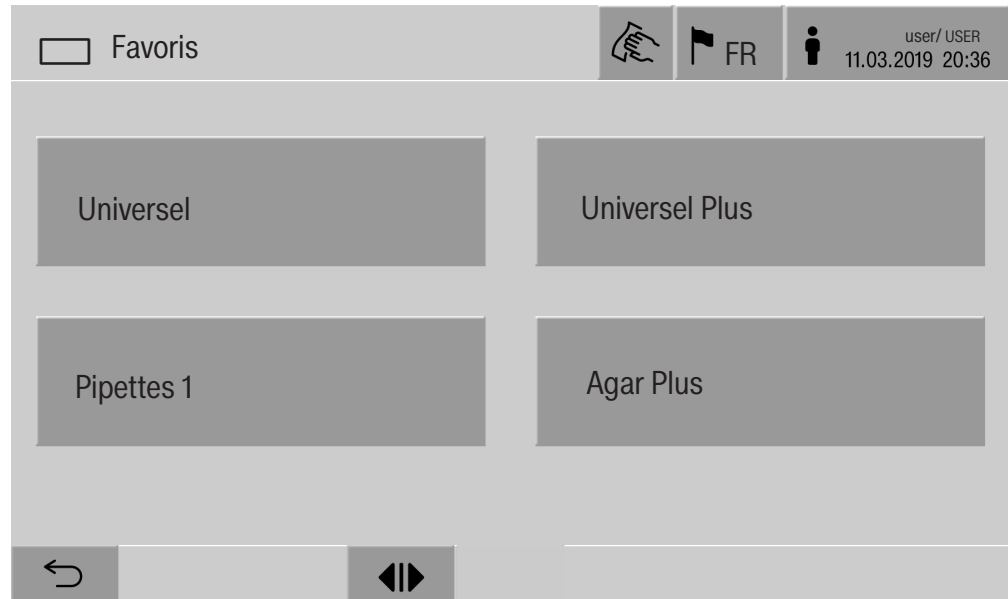 Favoris
FR
user/ USER
11.03.2019 20:36
Universel
Universel Plus
Pipettes 1
Agar Plus